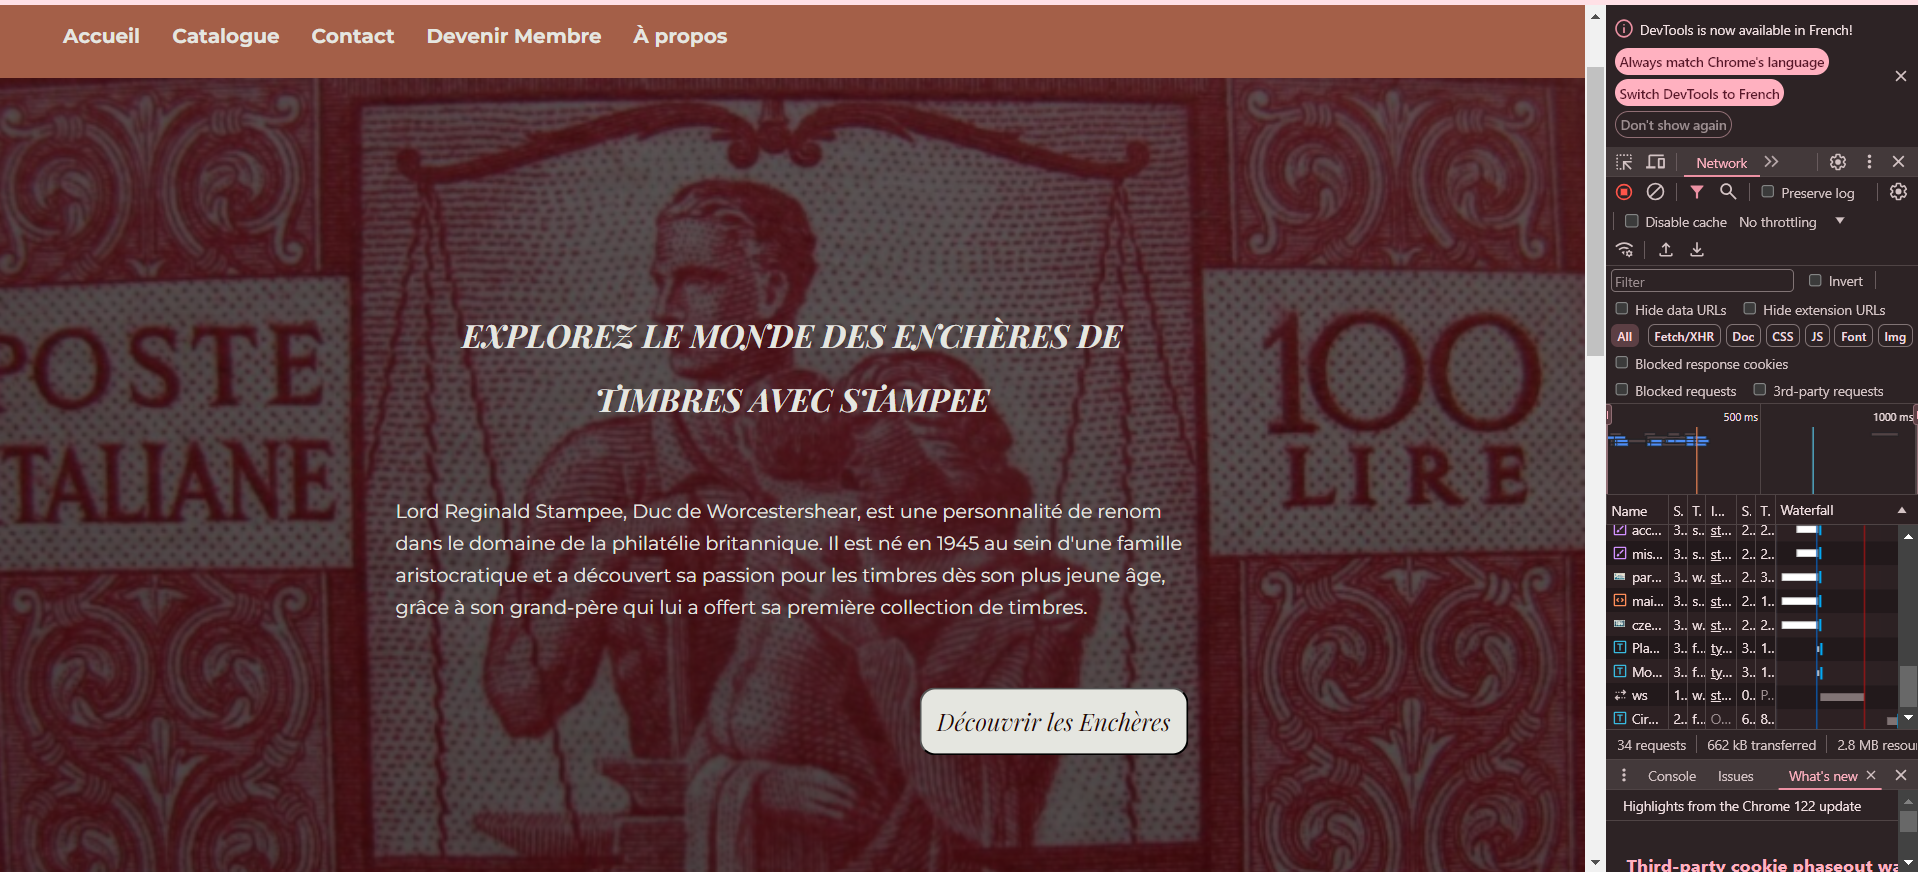 Accueil Catalogue Contact Devenir Membre À propos
POSTE
ITALIANE
100
LIRE
EXPLOREZ LE MONDE DES ENCHÈRES DE
TIMBRES AVEC STAMPEE
Lord Reginald Stampee, Duc de Worcestershear, est une personnalité de renom
dans le domaine de la philatélie britannique. Il est né en 1945 au sein d'une famille
aristocratique et a découvert sa passion pour les timbres dès son plus jeune âge,
grâce à son grand-père qui lui a offert sa première collection de timbres.
Découvrir les Enchères
DevTools is now available in French!
Always match Chrome's language
Switch DevTools to French
Don't show again
Network
Preserve log
Disable cache No throttling
Filter Invert
Hide data URLs Hide extension URLs
All Fetch/XHR Doc CSS JS Font Img
Blocked response cookies
Blocked requests 3rd-party requests
500 ms 1000 ms
Name S. T. I... S. T. Waterfall
acc... 3.. s.. st... 2.. 2..
mis... 3.. s.. st... 2.. 2..
par... 3.. w. st... 2.. 3..
mai... 3.. s.. st... 2.. 1..
cze... 3.. w. st... 2.. 2..
Pla... 3.. f... ty... 3.. 1..
Mo... 3.. f... ty... 3.. 1..
ws 1.. w. st... 0.. P..
Cir... 2.. f... O... 6.. 8..
34 requests 662 kB transferred 2.8 MB resou
Console Issues What's new
Highlights from the Chrome 122 update
Third-party cookie phaseout wa